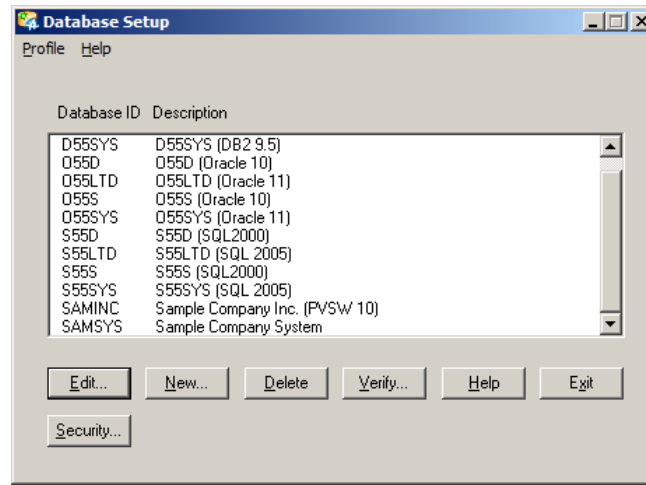 Database Setup
Profile Help
Database ID Description
D55SYS D55SYS (DB2 9.5)
O55D O55D (Oracle 10)
O55LTD O55LTD (Oracle 11)
O55S O55S (Oracle 10)
O55SYS O55SYS (Oracle 11)
S55D S55D (SQL2000)
S55LTD S55LTD (SQL 2005)
S55S S55S (SQL2000)
S55SYS S55SYS (SQL 2005)
SAMINC Sample Company Inc. (PVSW 10)
SAMSYS Sample Company System
Edit... New... Delete Verify... Help Exit
Security...